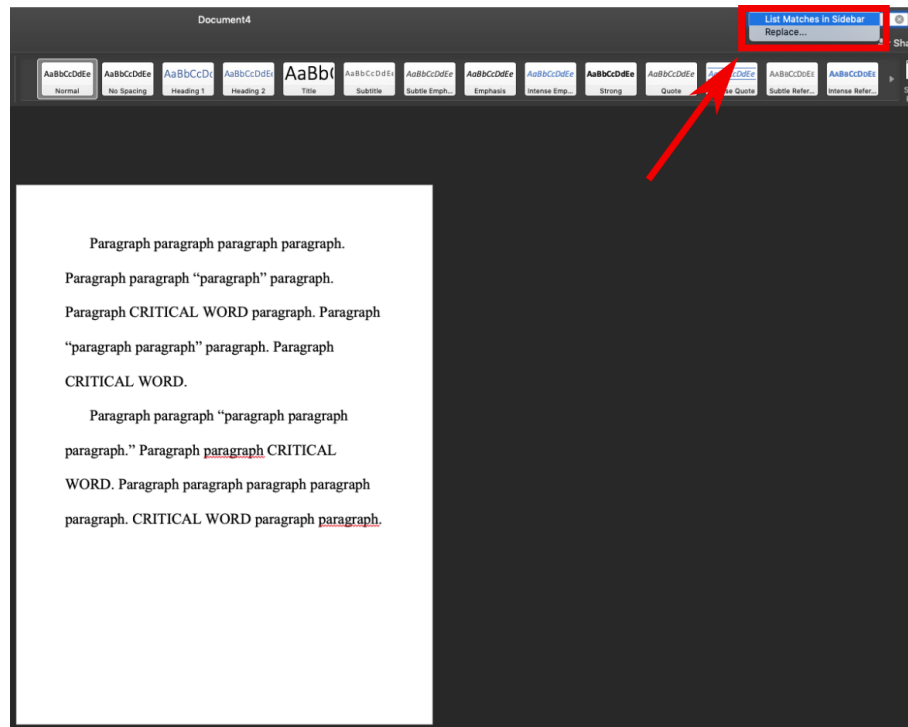 Document4
List Matches in Sidebar
Replace...
Sha
AaBbCcDdEe AaBbCcDdEe AaBbCcDc AaBbCcDdEe AaBb( AaBbCcDdEe AaBbCcDdEe AaBbCcDdEe AaBbCcDdEe AaBbCcDdEe AaBbCcDdEe AaBbCcDdEe AaBbCcDdEe
Normal No Spacing Heading 1 Heading 2 Title Subtitle Subtle Emph... Emphasis Intense Emp... Strong Quote Quote Subtle Refer... Intense Refer...
Paragraph paragraph paragraph paragraph.
Paragraph paragraph “paragraph” paragraph.
Paragraph CRITICAL WORD paragraph. Paragraph
“paragraph paragraph” paragraph. Paragraph
CRITICAL WORD.
Paragraph paragraph “paragraph paragraph
paragraph.” Paragraph paragraph CRITICAL
WORD. Paragraph paragraph paragraph paragraph
paragraph. CRITICAL WORD paragraph paragraph.